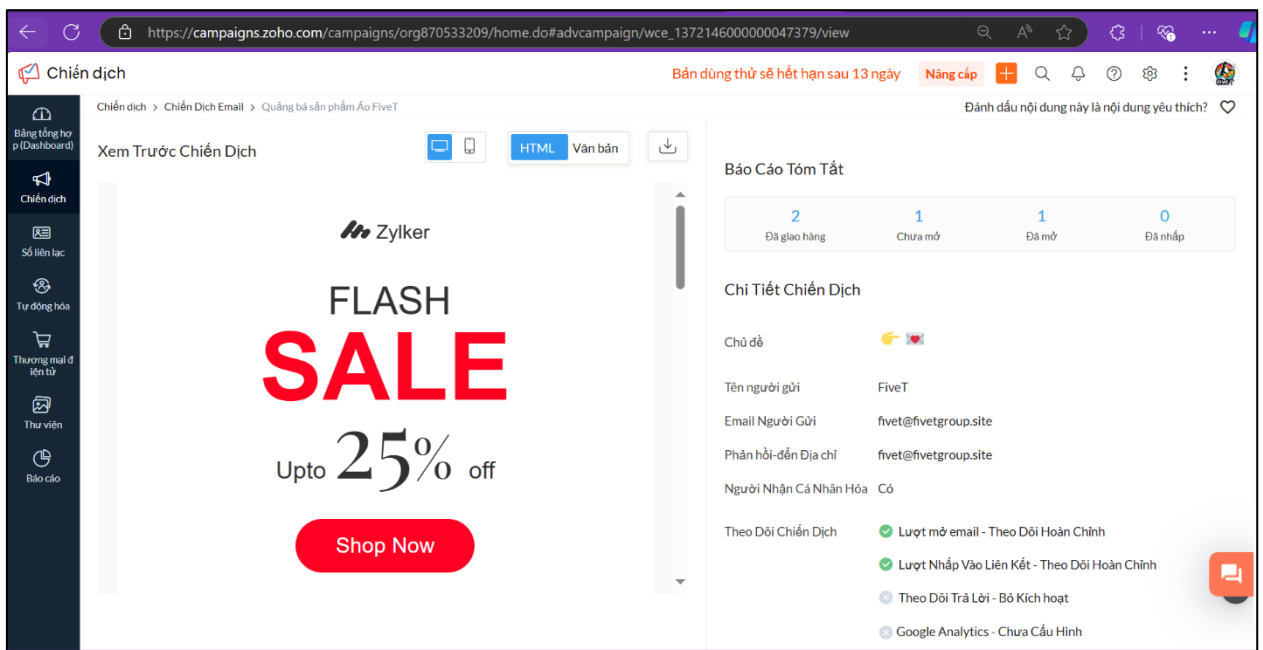 https://campaigns.zoho.com/campaigns/org870533209/home.do#advcampaign/wce_1372146000000047379/view
Chiến dịch
Bản dùng thử sẽ hết hạn sau 13 ngày
Nâng cấp
Chiến dịch > Chiến Dịch Email > Quảng bá sản phẩm Áo FiveT
Đánh dấu nội dung này là nội dung yêu thích?
Bảng tổng hợ
p (Dashboard)
Chiến dịch
Sổ liên lạc
Tự động hóa
Thương mại đ
iện tử
Thư viện
Báo cáo
Xem Trước Chiến Dịch
HTML
Văn bản
Zylker
FLASH
SALE
Upto 25% off
Shop Now
Báo Cáo Tóm Tắt
2
1
1
0
Đã giao hàng
Chưa mở
Đã mở
Đã nhấp
Chi Tiết Chiến Dịch
Chủ đề 👉 💌
Tên người gửi FiveT
Email Người Gửi fivet@fivetgroup.site
Phản hồi-đến Địa chỉ fivet@fivetgroup.site
Người Nhận Cá Nhân Hóa Có
Theo Dõi Chiến Dịch Lượt mở email - Theo Dõi Hoàn Chỉnh
Lượt Nhấp Vào Liên Kết - Theo Dõi Hoàn Chỉnh
Theo Dõi Trả Lời - Bỏ Kích hoạt
Google Analytics - Chưa Cấu Hình